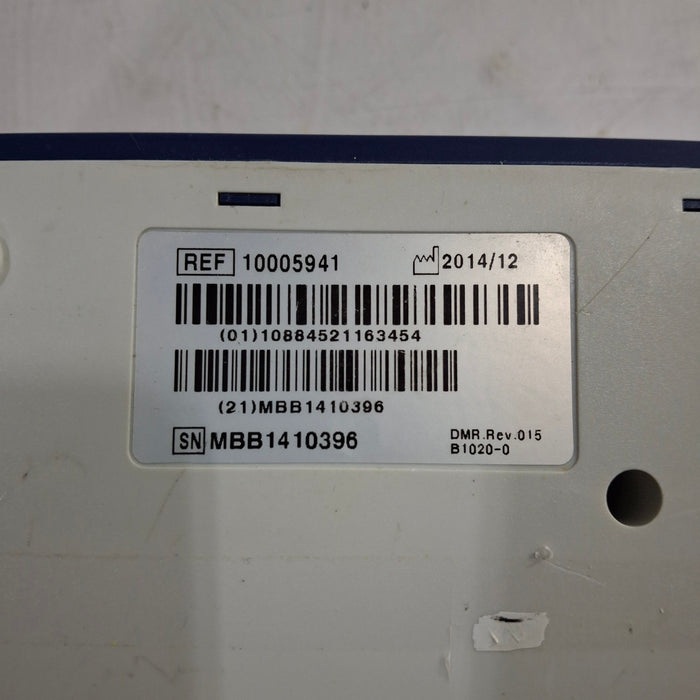 REF 10005941 2014/12
(01)10884521163454
(21)MBB1410396
SN MBB1410396
DMR.Rev.015
B1020-0